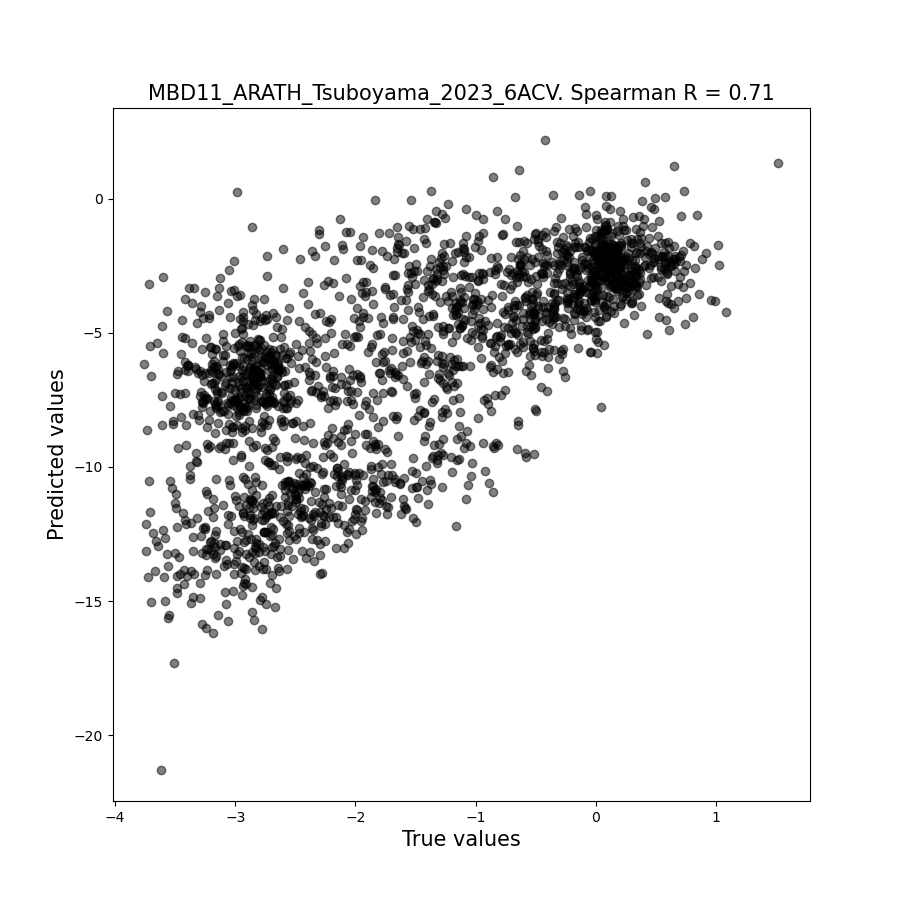 MBD11_ARATH_Tsuboyama_2023_6ACV. Spearman R = 0.71
Predicted values
0
−5
−10
−15
−20
−4 −3 −2 −1 0 1
True values